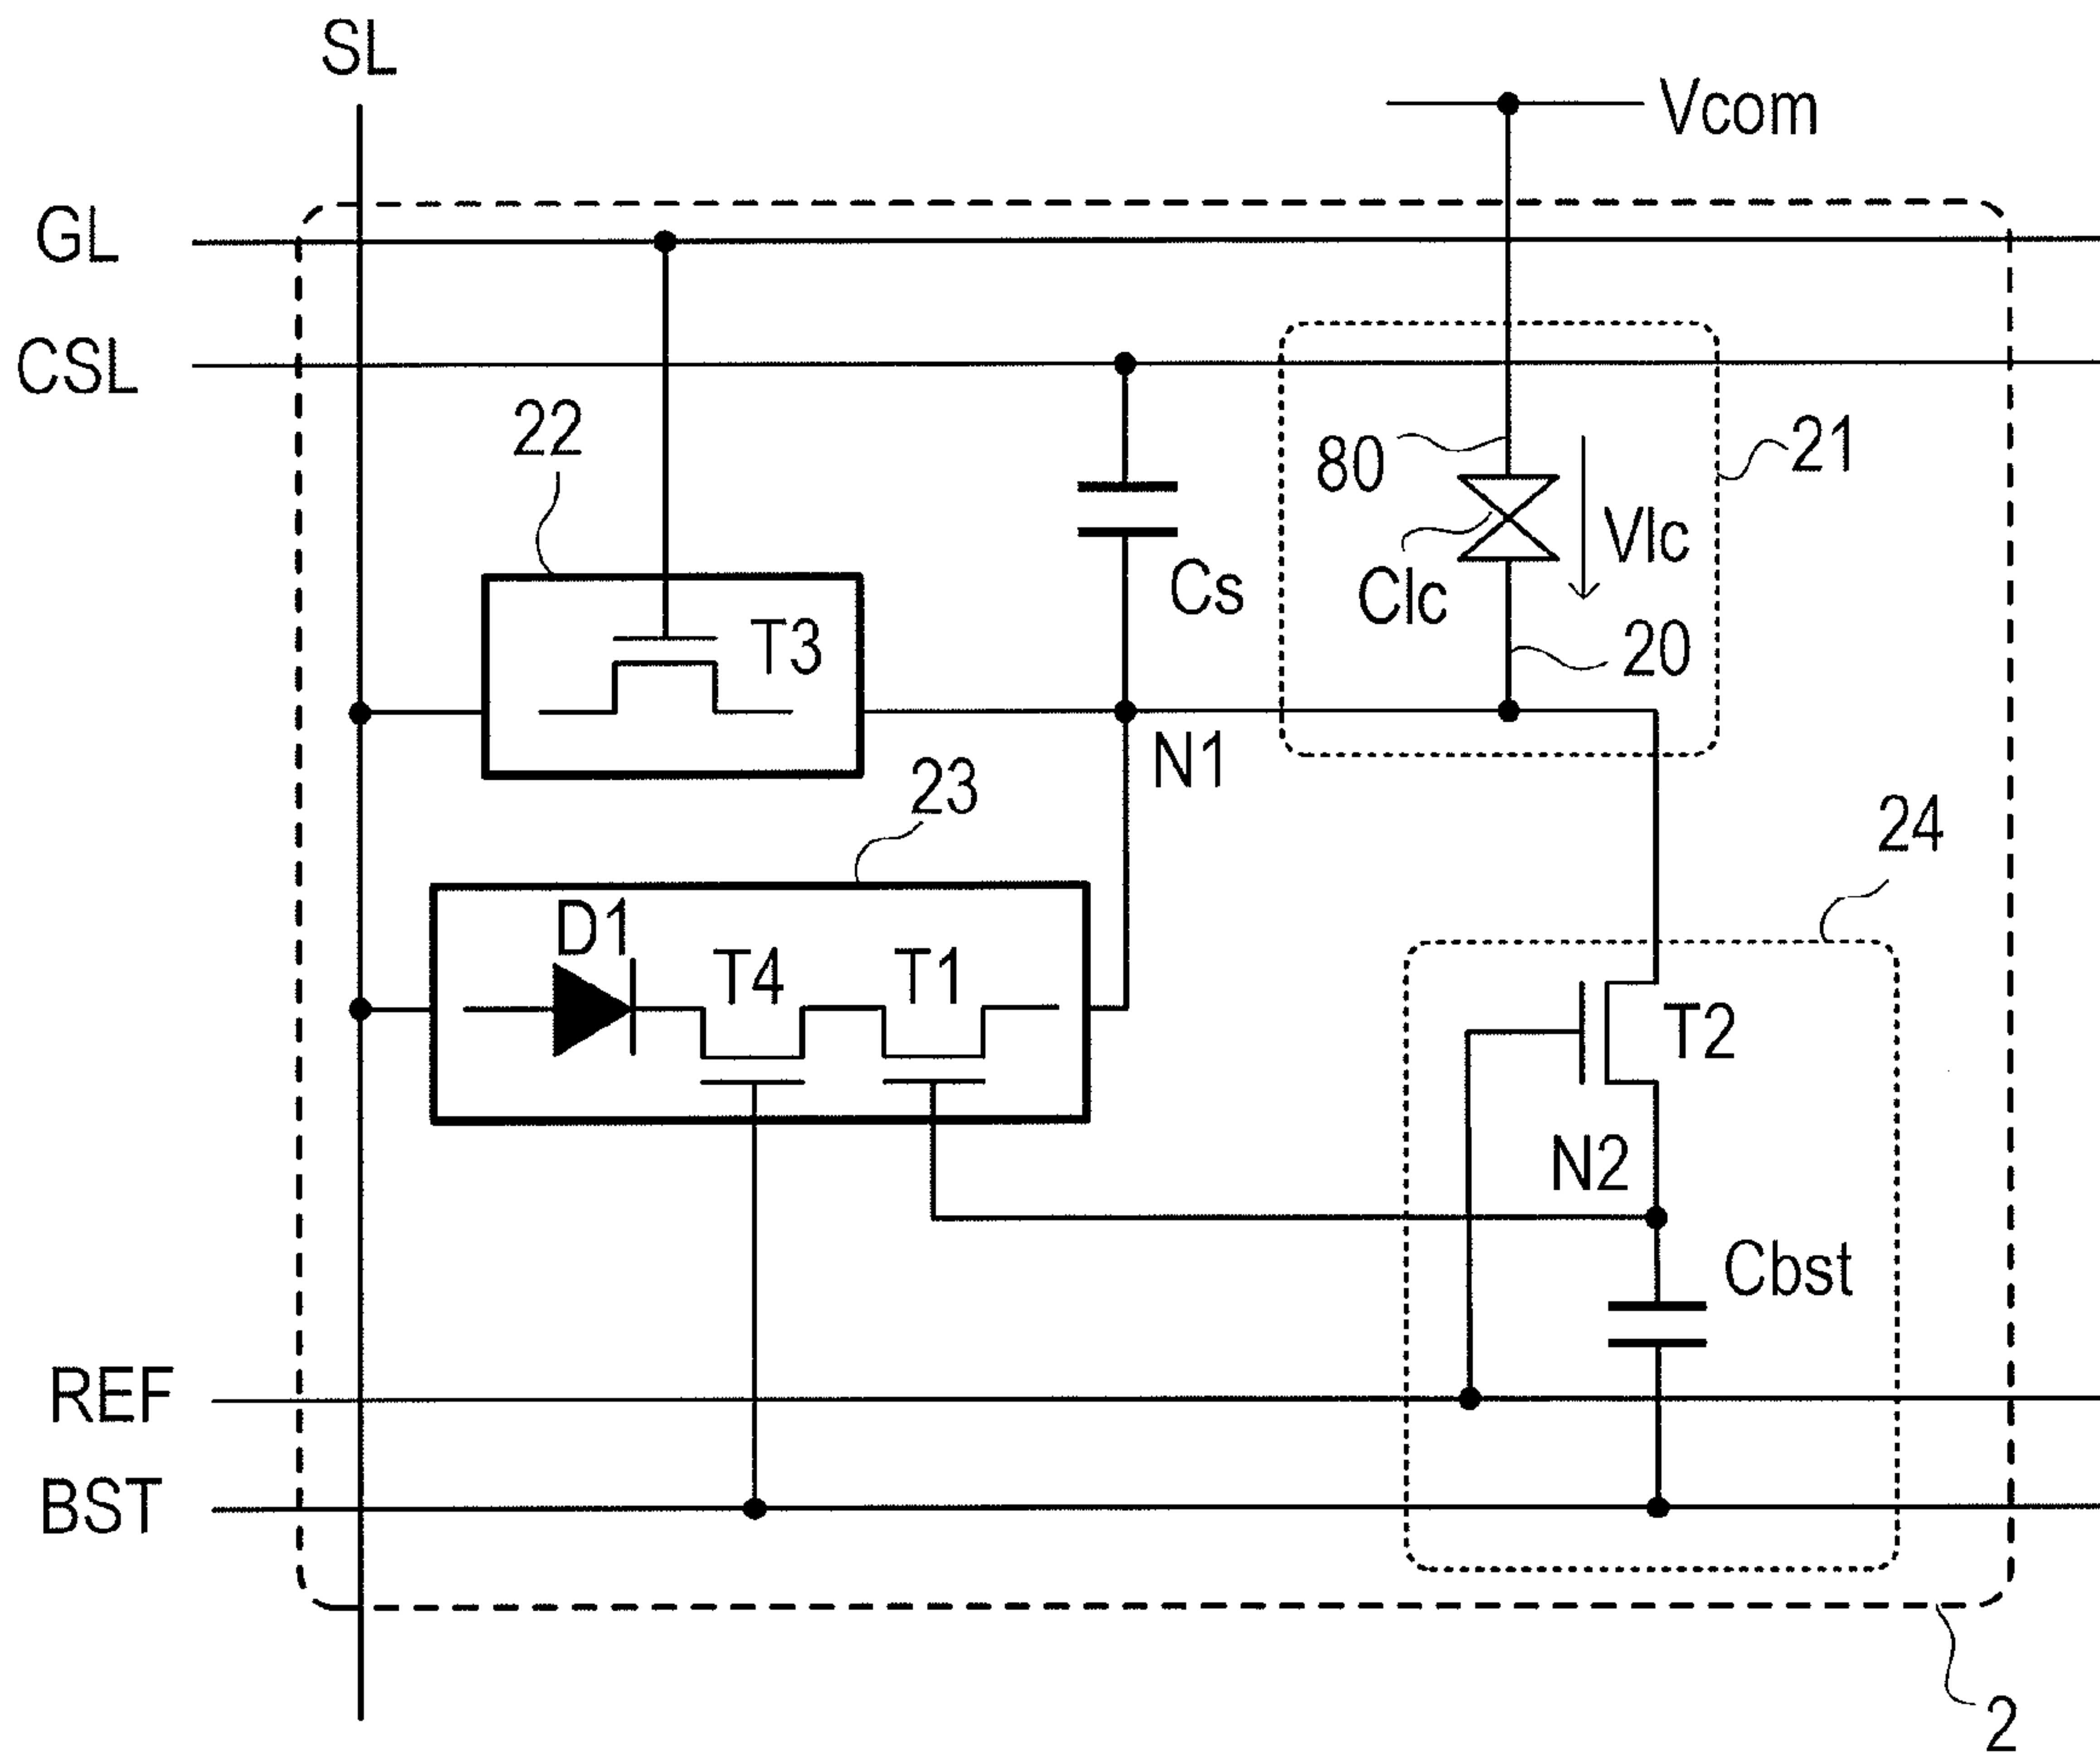 SL
Vcom
GL
CSL
22
80
21
Vlc
Clc
Cs
T3
20
N1
23
24
D1
T4
T1
T2
N2
Cbst
REF
BST
2